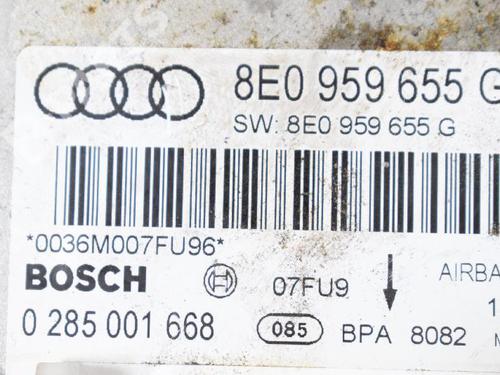 8E0 959 655 G
SW: 8E0 959 655 G
*0036M007FU96*
BOSCH 07FU9 AIRBA
0 285 001 668 085 BPA 8082 1